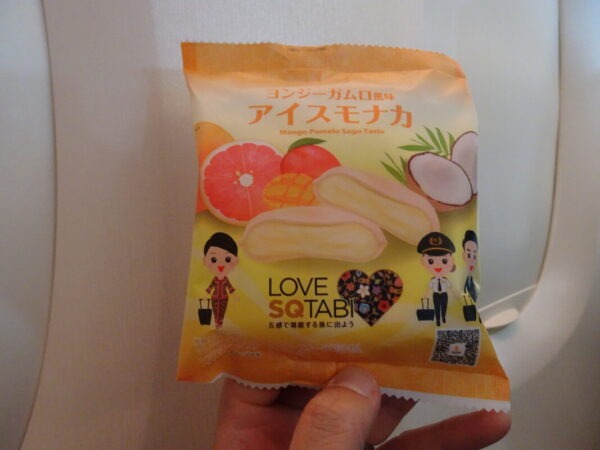 ヨンジーガムロ風味
アイスモナカ
Mango Pomelo Sago Taste
LOVE
SQTABI
五感で堪能する旅に出よう